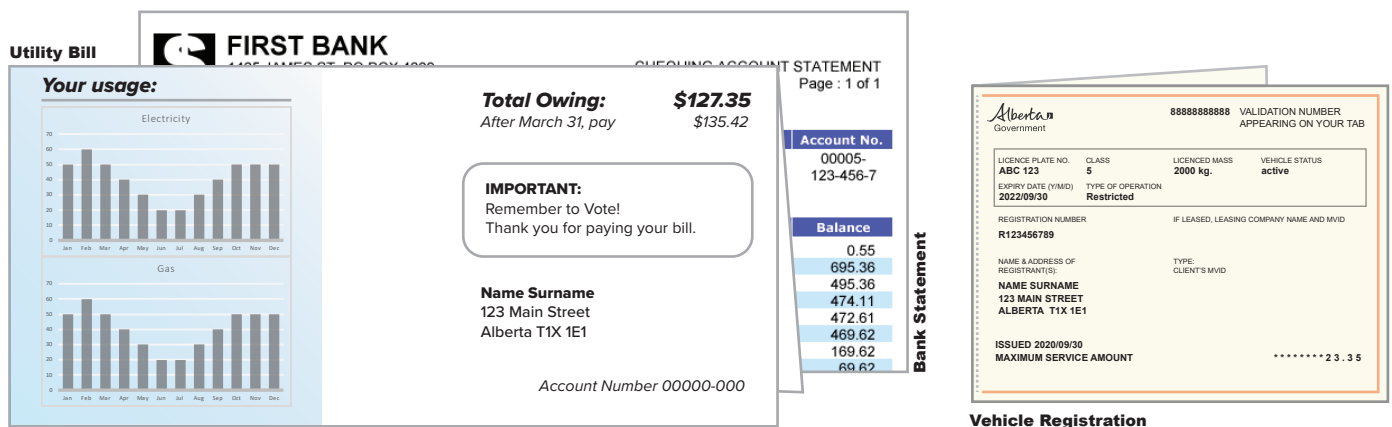 Utility Bill
FIRST BANK
CHEQUING ACCOUNT STATEMENT
Page : 1 of 1
Account No.
00005-
123-456-7
Balance
0.55
695.36
495.36
474.11
472.61
469.62
169.62
69.62
Bank Statement
Your usage:
Electricity
70
60
50
40
30
20
10
0
Jan Feb Mar Apr May Jun Jul Aug Sep Oct Nov Dec
Gas
70
60
50
40
30
20
10
0
Jan Feb Mar Apr May Jun Jul Aug Sep Oct Nov Dec
Total Owing: $127.35
After March 31, pay $135.42
IMPORTANT:
Remember to Vote!
Thank you for paying your bill.
Name Surname
123 Main Street
Alberta T1X 1E1
Account Number 00000-000
Alberta
Government
88888888888 VALIDATION NUMBER
APPEARING ON YOUR TAB
LICENCE PLATE NO. CLASS LICENCED MASS VEHICLE STATUS
ABC 123 5 2000 kg. active
EXPIRY DATE (Y/M/D) TYPE OF OPERATION
2022/09/30 Restricted
REGISTRATION NUMBER IF LEASED, LEASING COMPANY NAME AND MVID
R123456789
NAME & ADDRESS OF TYPE:
REGISTRANT(S): CLIENT'S MVID
NAME SURNAME
123 MAIN STREET
ALBERTA T1X 1E1
ISSUED 2020/09/30
MAXIMUM SERVICE AMOUNT ********23.35
Vehicle Registration